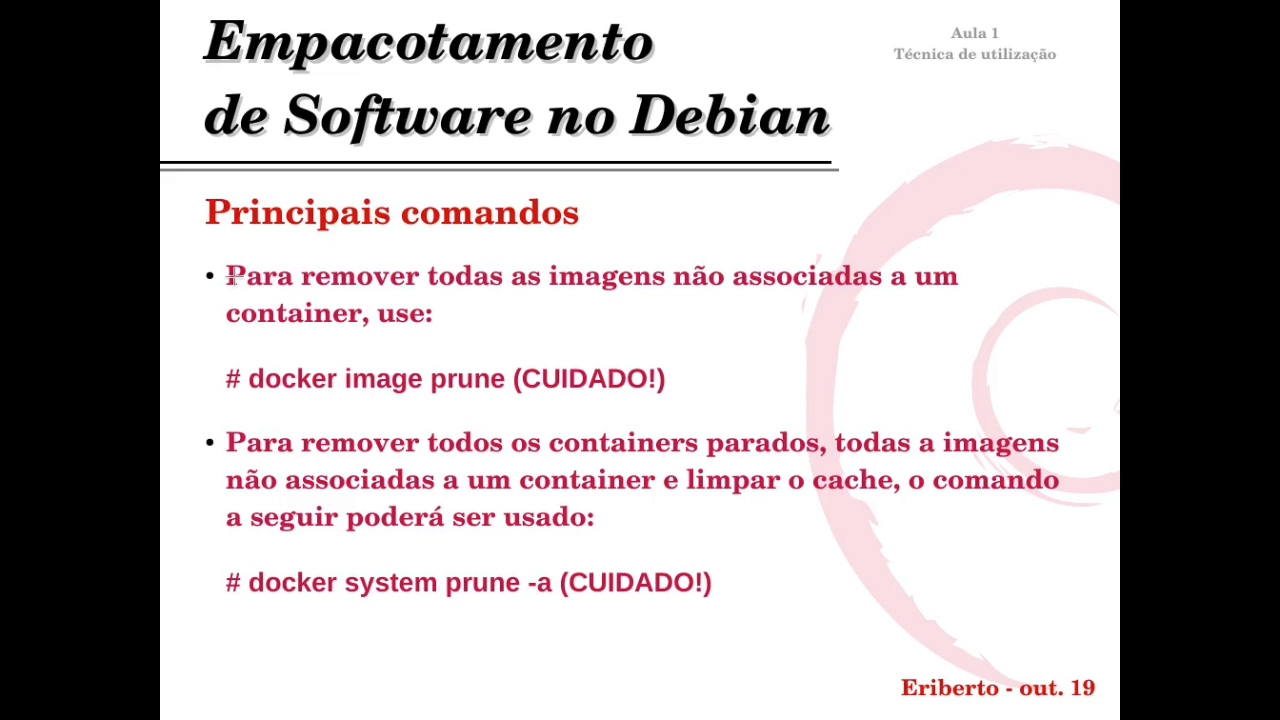 Empacotamento
de Software no Debian
Aula 1
Técnica de utilização
Principais comandos
• Para remover todas as imagens não associadas a um
container, use:
# docker image prune (CUIDADO!)
• Para remover todos os containers parados, todas a imagens
não associadas a um container e limpar o cache, o comando
a seguir poderá ser usado:
# docker system prune -a (CUIDADO!)
Eriberto - out. 19